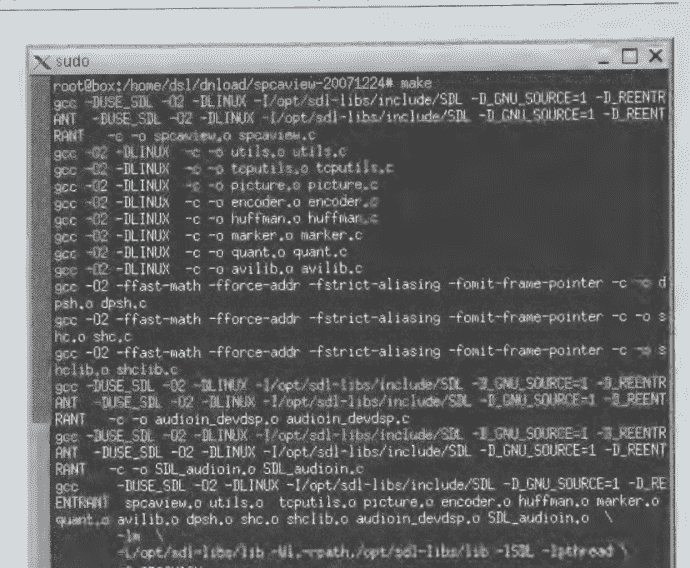 sudo
root@box:/home/dsl/dnload/spcaview-20071224# make
gcc -DUSE_SDL -O2 -DLINUX -I/opt/sdl-libs/include/SDL -D_GNU_SOURCE=1 -D_REENTR
ANT  -DUSE_SDL -O2 -DLINUX -I/opt/sdl-libs/include/SDL -D_GNU_SOURCE=1 -D_REENT
RANT   -c -o spcaview.o spcaview.c
gcc -O2 -DLINUX  -c -o utils.o utils.c
gcc -O2 -DLINUX  -c -o tcputils.o tcputils.c
gcc -O2 -DLINUX  -c -o picture.o picture.c
gcc -O2 -DLINUX  -c -o encoder.o encoder.c
gcc -O2 -DLINUX  -c -o huffman.o huffman.c
gcc -O2 -DLINUX  -c -o marker.o marker.c
gcc -O2 -DLINUX  -c -o quant.o quant.c
gcc -O2 -DLINUX  -c -o avilib.o avilib.c
gcc -O2 -ffast-math -fforce-addr -fstrict-aliasing -fomit-frame-pointer -c -o d
psh.o dpsh.c
gcc -O2 -ffast-math -fforce-addr -fstrict-aliasing -fomit-frame-pointer -c -o s
hc.o shc.c
gcc -O2 -ffast-math -fforce-addr -fstrict-aliasing -fomit-frame-pointer -c -o s
hclib.o shclib.c
gcc -DUSE_SDL -O2 -DLINUX -I/opt/sdl-libs/include/SDL -D_GNU_SOURCE=1 -D_REENTR
ANT  -DUSE_SDL -O2 -DLINUX -I/opt/sdl-libs/include/SDL -D_GNU_SOURCE=1 -D_REENT
RANT   -c -o audioin_devdsp.o audioin_devdsp.c
gcc -DUSE_SDL -O2 -DLINUX -I/opt/sdl-libs/include/SDL -D_GNU_SOURCE=1 -D_REENTR
ANT  -DUSE_SDL -O2 -DLINUX -I/opt/sdl-libs/include/SDL -D_GNU_SOURCE=1 -D_REENT
RANT   -c -o SDL_audioin.o SDL_audioin.c
gcc     -DUSE_SDL -O2 -DLINUX -I/opt/sdl-libs/include/SDL -D_GNU_SOURCE=1 -D_RE
ENTRANT  spcaview.o utils.o  tcputils.o picture.o encoder.o huffman.o marker.o
quant.o avilib.o dpsh.o shc.o shclib.o audioin_devdsp.o SDL_audioin.o  \
-lm  \
-L/opt/sdl-libs/lib -Wl,-rpath,/opt/sdl-libs/lib -lSDL -lpthread \